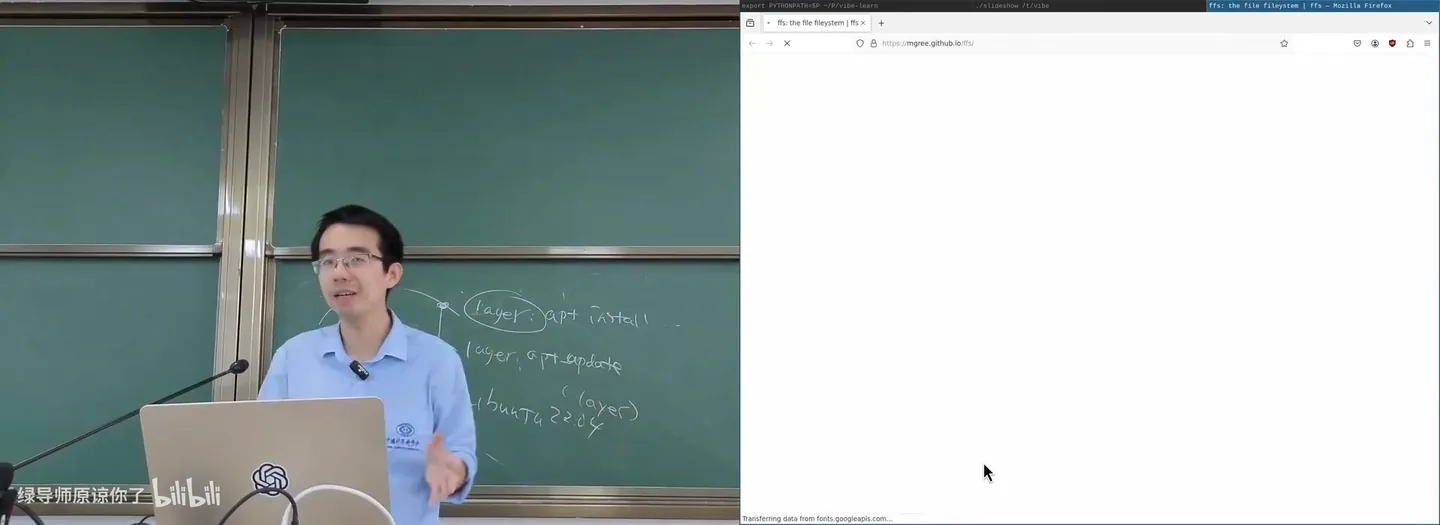 layer: apt install ...
layer: apt update
ubuntu 22.04
(layer)
绿导师原谅你了 bilibili
export PYTHONPATH=$P ~/P/vibe-learn
./slideshow /t/vibe
ffs: the file fileystem | ffs — Mozilla Firefox
ffs: the file fileystem | ffs
https://mgree.github.io/ffs/
Transferring data from fonts.googleapis.com…